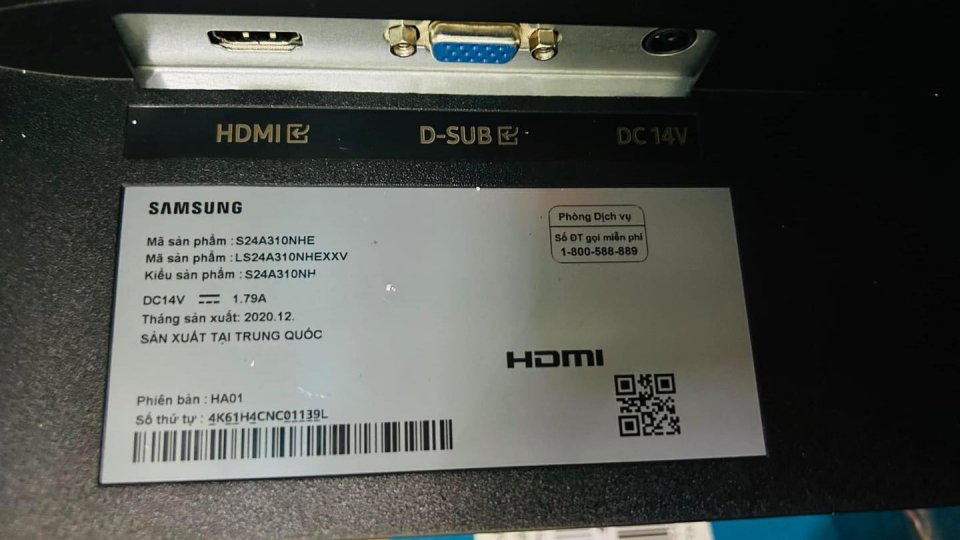 HDMI
D-SUB
DC 14V
SAMSUNG
Mã sản phẩm : S24A310NHE
Mã sản phẩm : LS24A310NHEXXV
Kiểu sản phẩm : S24A310NH
DC14V 1.79A
Tháng sản xuất: 2020.12.
SẢN XUẤT TẠI TRUNG QUỐC
Phòng Dịch vụ
Số ĐT gọi miễn phí
1-800-588-889
HDMI
Phiên bản : HA01
Số thứ tự : 4K61H4CNC01139L